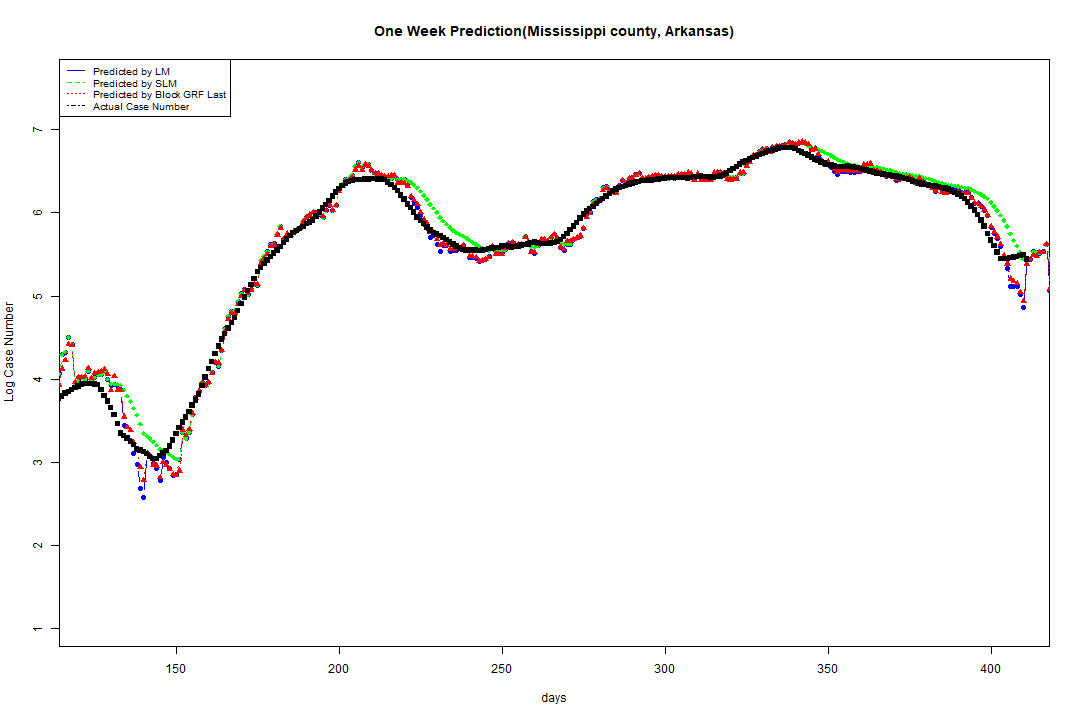 One Week Prediction(Mississippi county, Arkansas)
Predicted by LM
Predicted by SLM
Predicted by Block GRF Last
Actual Case Number
7
6
5
4
3
2
1
Log Case Number
150 200 250 300 350 400
days